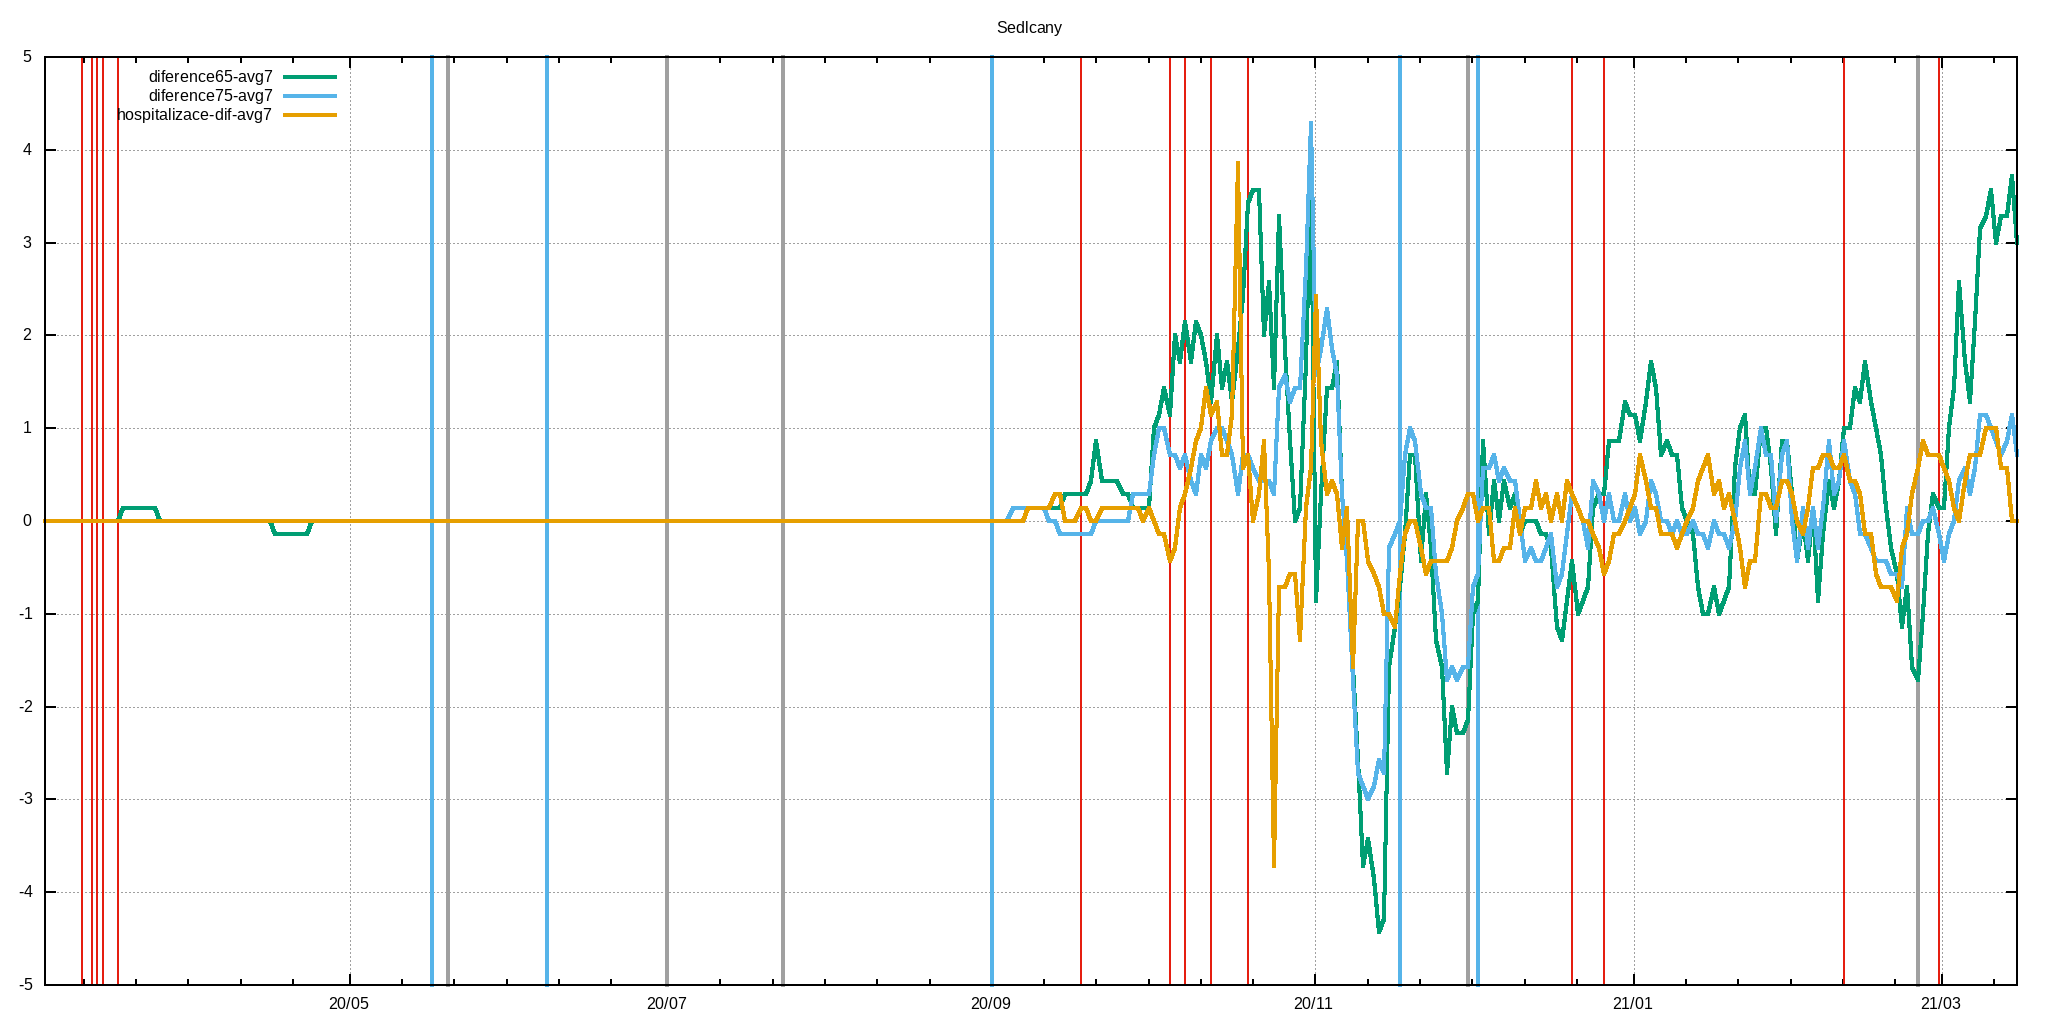 Sedlcany
5
diference65-avg7
diference75-avg7
hospitalizace-dif-avg7
4
3
2
1
0
-1
-2
-3
-4
-5
20/05 20/07 20/09 20/11 21/01 21/03